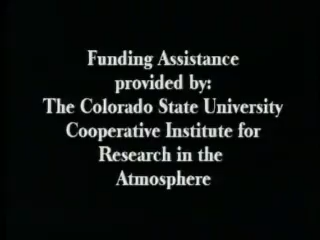 Funding Assistance
provided by:
The Colorado State University
Cooperative Institute for
Research in the
Atmosphere